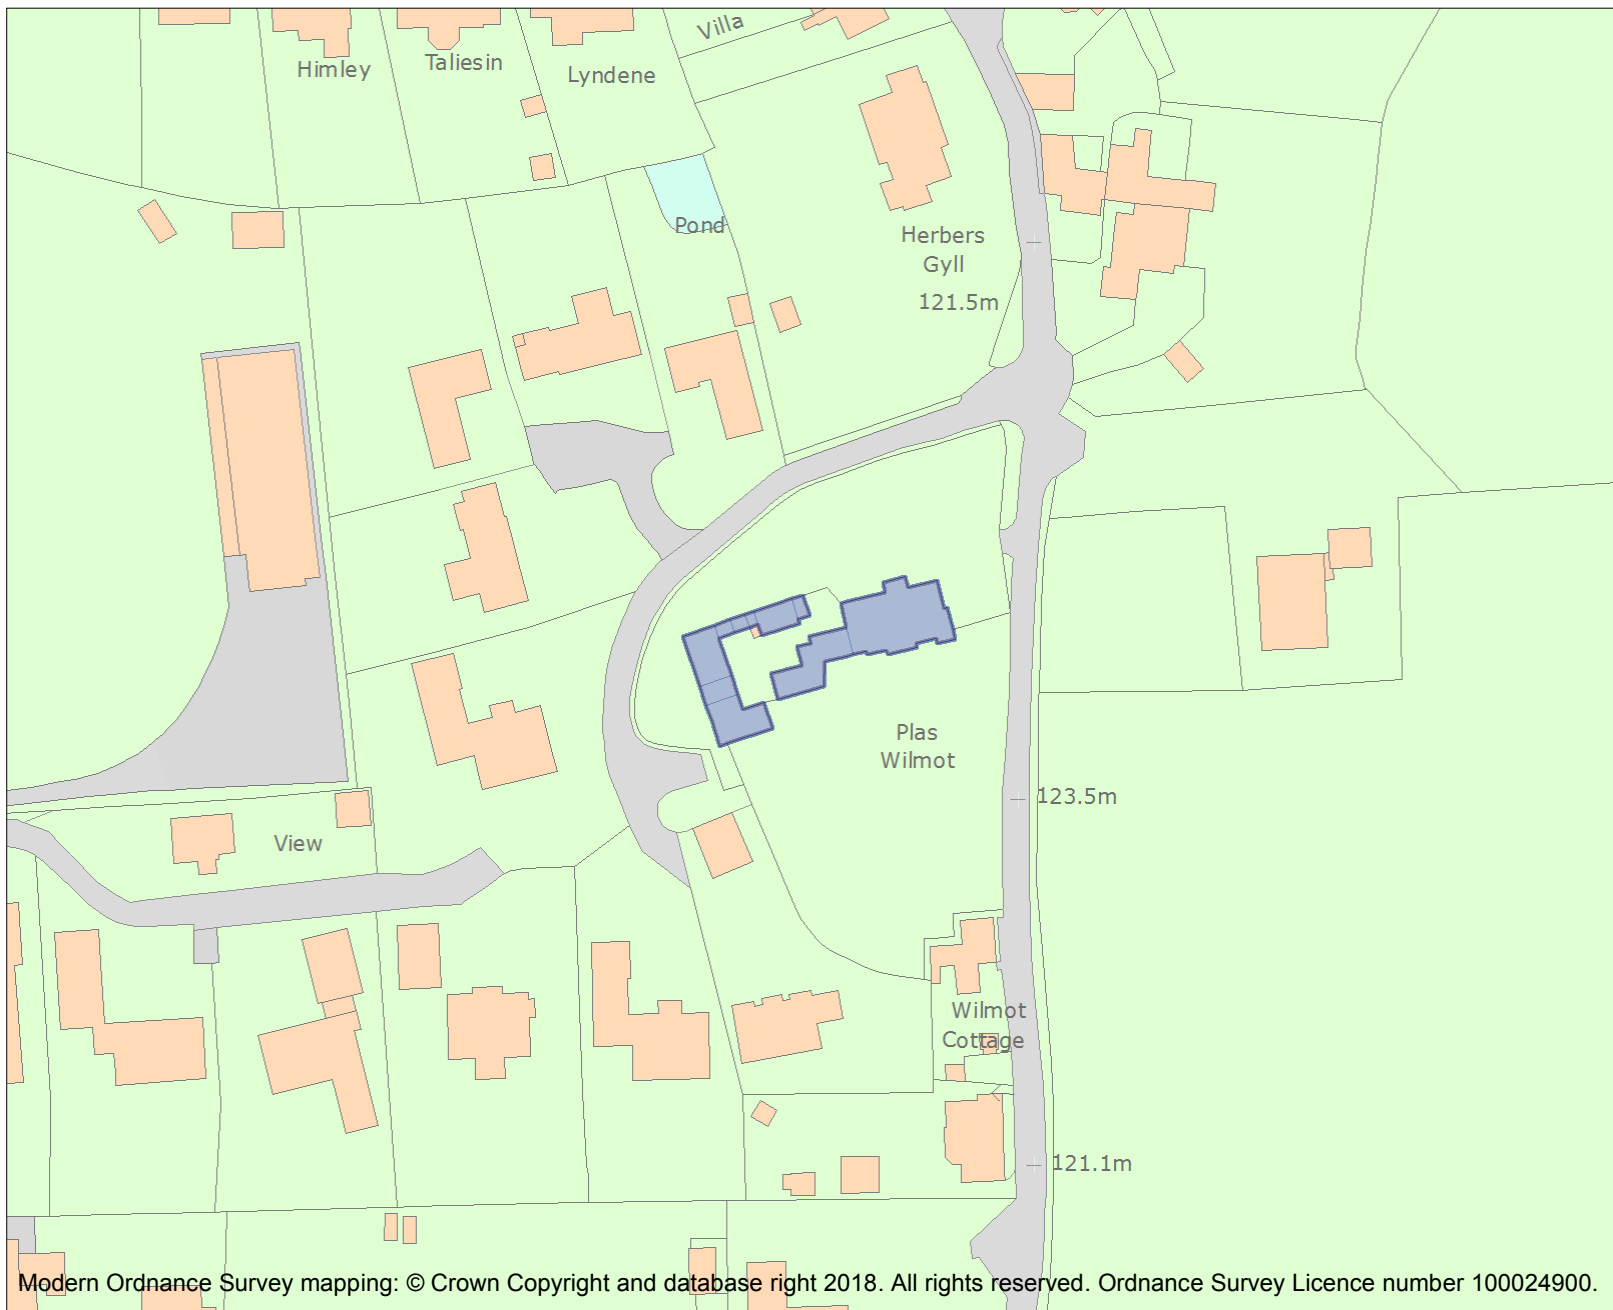 Villa
Himley
Taliesin
Lyndene
Pond
Herbers
Gyll
121.5m
Plas
Wilmot
123.5m
View
Wilmot
Cottage
121.1m
Modern Ordnance Survey mapping: © Crown Copyright and database right 2018. All rights reserved. Ordnance Survey Licence number 100024900.